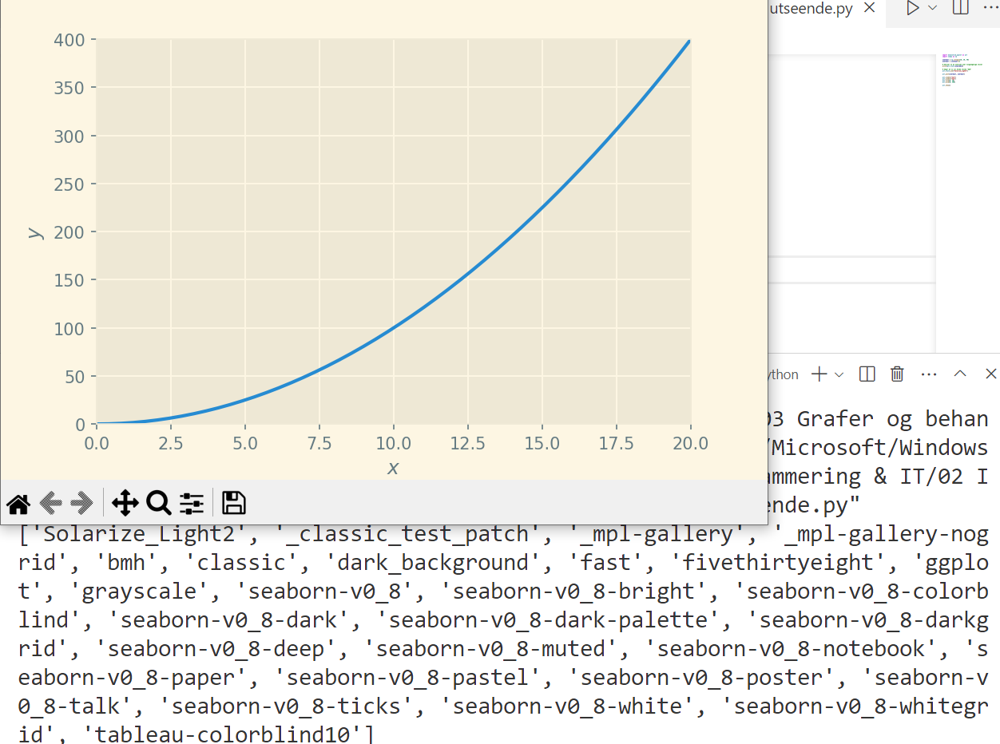 utseende.py
400
350
300
250
200
150
100
50
0
y
0.0 2.5 5.0 7.5 10.0 12.5 15.0 17.5 20.0
x
ython
03 Grafer og behan
/Microsoft/Windows
ammering & IT/02 I
ende.py"
['Solarize_Light2', '_classic_test_patch', '_mpl-gallery', '_mpl-gallery-nog
rid', 'bmh', 'classic', 'dark_background', 'fast', 'fivethirtyeight', 'ggplo
t', 'grayscale', 'seaborn-v0_8', 'seaborn-v0_8-bright', 'seaborn-v0_8-colorb
lind', 'seaborn-v0_8-dark', 'seaborn-v0_8-dark-palette', 'seaborn-v0_8-darkg
rid', 'seaborn-v0_8-deep', 'seaborn-v0_8-muted', 'seaborn-v0_8-notebook', 's
eaborn-v0_8-paper', 'seaborn-v0_8-pastel', 'seaborn-v0_8-poster', 'seaborn-v
0_8-talk', 'seaborn-v0_8-ticks', 'seaborn-v0_8-white', 'seaborn-v0_8-whitegr
id', 'tableau-colorblind10']